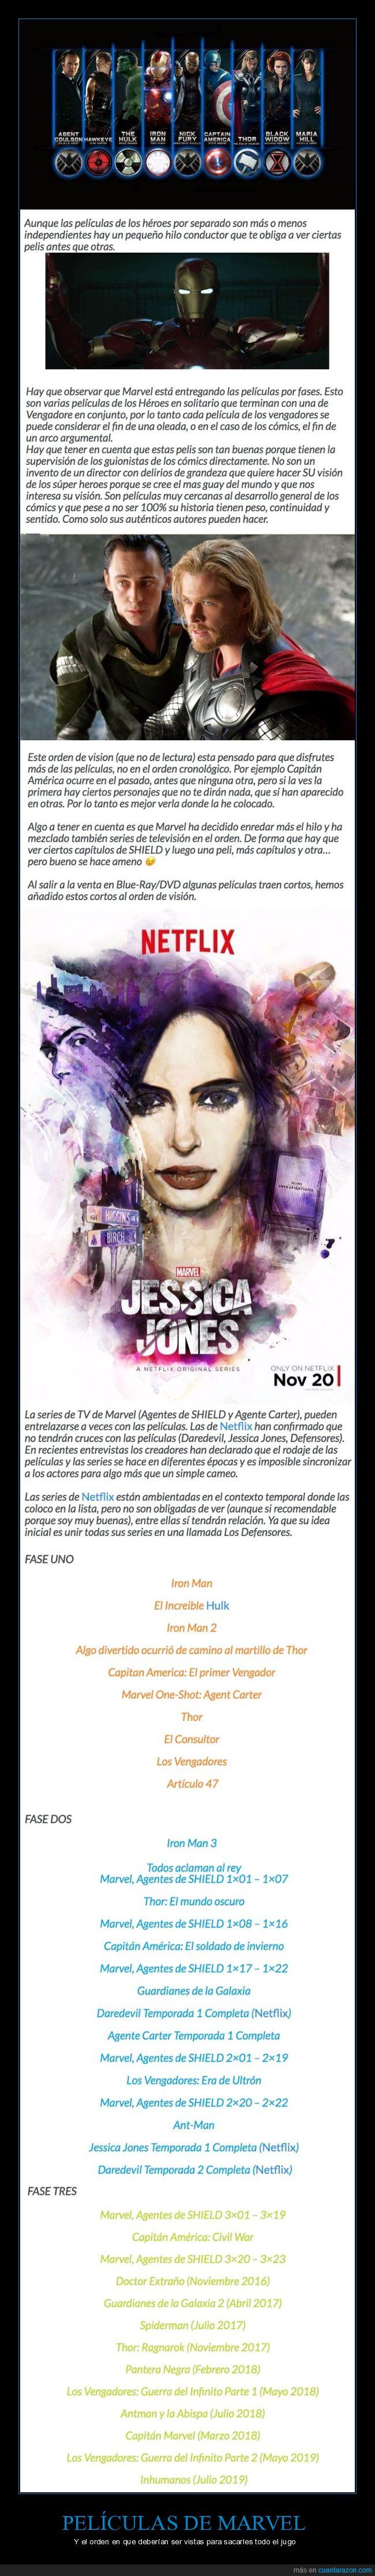 AGENT COULSON
HAWKEYE
THE HULK
IRON MAN
NICK FURY
CAPTAIN AMERICA
THOR
BLACK WIDOW
MARIA HILL
Aunque las películas de los héroes por separado son más o menos
independientes hay un pequeño hilo conductor que te obliga a ver ciertas
pelis antes que otras.
Hay que observar que Marvel está entregando las películas por fases. Esto
son varias películas de los Héroes en solitario que terminan con una de
Vengadore en conjunto, por lo tanto cada película de los vengadores se
puede considerar el fin de una oleada, o en el caso de los cómics, el fin de
un arco argumental.
Hay que tener en cuenta que estas pelis son tan buenas porque tienen la
supervisión de los guionistas de los cómics directamente. No son un
invento de un director con delirios de grandeza que quiere hacer SU visión
de los súper heroes porque se cree el mas guay del mundo y que nos
interesa su visión. Son películas muy cercanas al desarrollo general de los
cómics y que pese a no ser 100% su historia tienen peso, continuidad y
sentido. Como solo sus auténticos autores pueden hacer.
Este orden de vision (que no de lectura) esta pensado para que disfrutes
más de las películas, no en el orden cronológico. Por ejemplo Capitán
América ocurre en el pasado, antes que ninguna otra, pero si la ves la
primera hay ciertos personajes que no te dirán nada, que sí han aparecido
en otras. Por lo tanto es mejor verla donde la he colocado.
Algo a tener en cuenta es que Marvel ha decidido enredar más el hilo y ha
mezclado también series de televisión en el orden. De forma que hay que
ver ciertos capítulos de SHIELD y luego una peli, más capítulos y otra...
pero bueno se hace ameno 😉
Al salir a la venta en Blue-Ray/DVD algunas películas traen cortos, hemos
añadido estos cortos al orden de visión.
NETFLIX
ALIAS
INVESTIGATIONS
HIGGINS
BIRCH
MARVEL
JESSICA
JONES
A NETFLIX ORIGINAL SERIES
ONLY ON NETFLIX
Nov 20
La series de TV de Marvel (Agentes de SHIELD y Agente Carter), pueden
entrelazarse a veces con las películas. Las de Netflix han confirmado que
no tendrán cruces con las películas (Daredevil, Jessica Jones, Defensores).
En recientes entrevistas los creadores han declarado que el rodaje de las
películas y las series se hace en diferentes épocas y es imposible sincronizar
a los actores para algo más que un simple cameo.
Las series de Netflix están ambientadas en el contexto temporal donde las
coloco en la lista, pero no son obligadas de ver (aunque si recomendable
porque soy muy buenas), entre ellas sí tendrán relación. Ya que su idea
inicial es unir todas sus series en una llamada Los Defensores.
FASE UNO
Iron Man
El Increible Hulk
Iron Man 2
Algo divertido ocurrió de camino al martillo de Thor
Capitan America: El primer Vengador
Marvel One-Shot: Agent Carter
Thor
El Consultor
Los Vengadores
Artículo 47
FASE DOS
Iron Man 3
Todos aclaman al rey
Marvel, Agentes de SHIELD 1×01 – 1×07
Thor: El mundo oscuro
Marvel, Agentes de SHIELD 1×08 – 1×16
Capitán América: El soldado de invierno
Marvel, Agentes de SHIELD 1×17 – 1×22
Guardianes de la Galaxia
Daredevil Temporada 1 Completa (Netflix)
Agente Carter Temporada 1 Completa
Marvel, Agentes de SHIELD 2×01 – 2×19
Los Vengadores: Era de Ultrón
Marvel, Agentes de SHIELD 2×20 – 2×22
Ant-Man
Jessica Jones Temporada 1 Completa (Netflix)
Daredevil Temporada 2 Completa (Netflix)
FASE TRES
Marvel, Agentes de SHIELD 3×01 – 3×19
Capitán América: Civil War
Marvel, Agentes de SHIELD 3×20 – 3×23
Doctor Extraño (Noviembre 2016)
Guardianes de la Galaxia 2 (Abril 2017)
Spiderman (Julio 2017)
Thor: Ragnarok (Noviembre 2017)
Pantera Negra (Febrero 2018)
Los Vengadores: Guerra del Infinito Parte 1 (Mayo 2018)
Antman y la Abispa (Julio 2018)
Capitán Marvel (Marzo 2018)
Los Vengadores: Guerra del Infinito Parte 2 (Mayo 2019)
Inhumanos (Julio 2019)
PELÍCULAS DE MARVEL
Y el orden en que deberían ser vistas para sacarles todo el jugo
más en cuantarazon.com